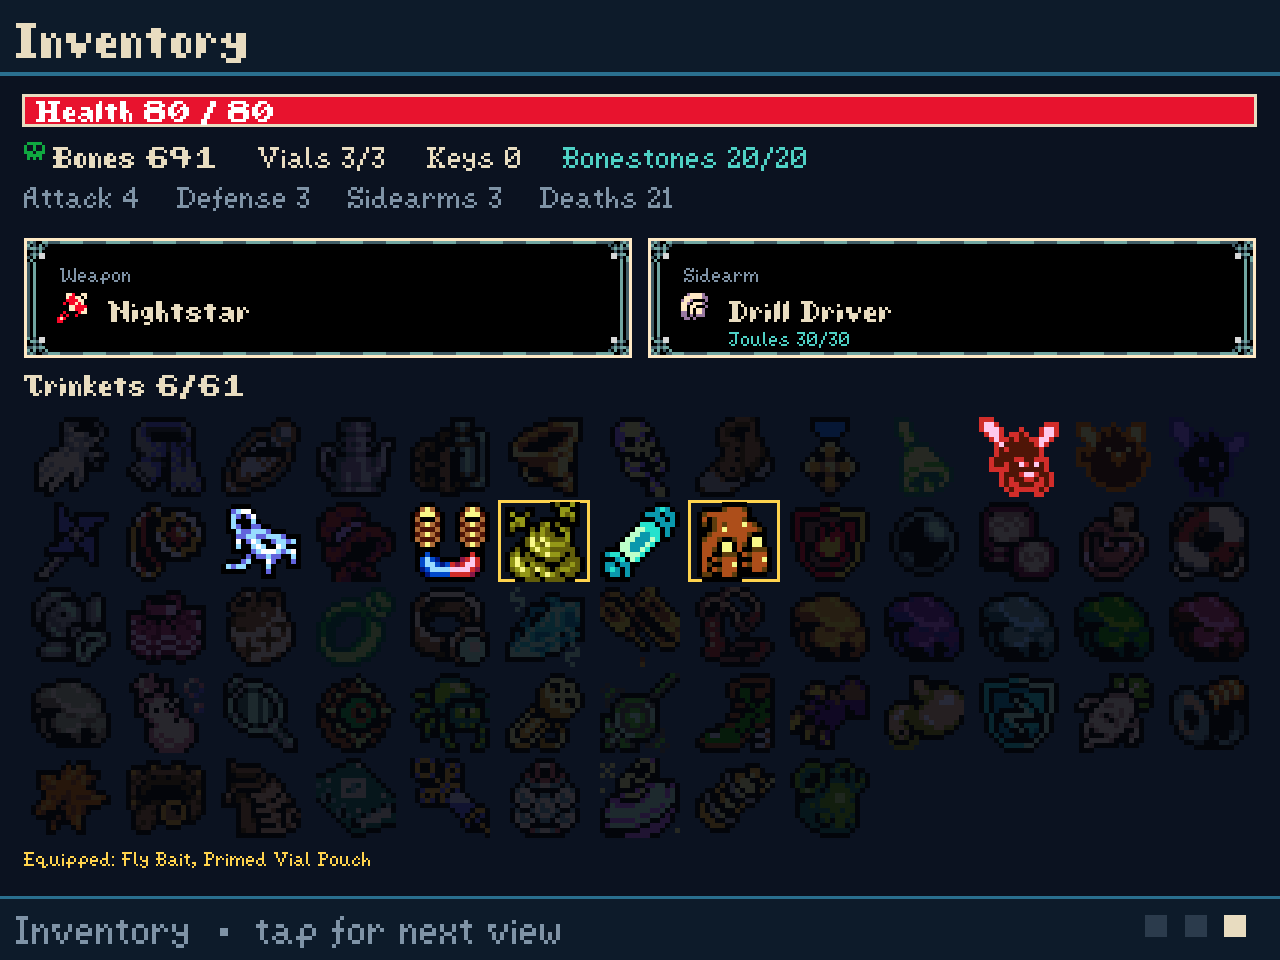 Inventory
Health 80 / 80
Bones 691 Vials 3/3 Keys 0 Bonestones 20/20
Attack 4 Defense 3 Sidearms 3 Deaths 21
Weapon
Nightstar
Sidearm
Drill Driver
Joules 30/30
Trinkets 6/61
Equipped: Fly Bait, Primed Vial Pouch
Inventory • tap for next view